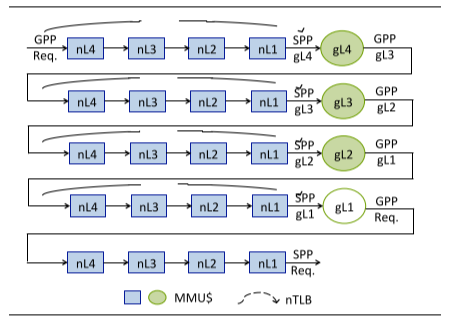 GPP nL4 nL3 nL2 nL1 SPP gL4 GPP
Req. gL4 gL3
nL4 nL3 nL2 nL1 SPP gL3 GPP
gL3 gL2
nL4 nL3 nL2 nL1 SPP gL2 GPP
gL2 gL1
nL4 nL3 nL2 nL1 SPP gL1 GPP
gL1 Req.
nL4 nL3 nL2 nL1 SPP
Req.
MMU$ nTLB